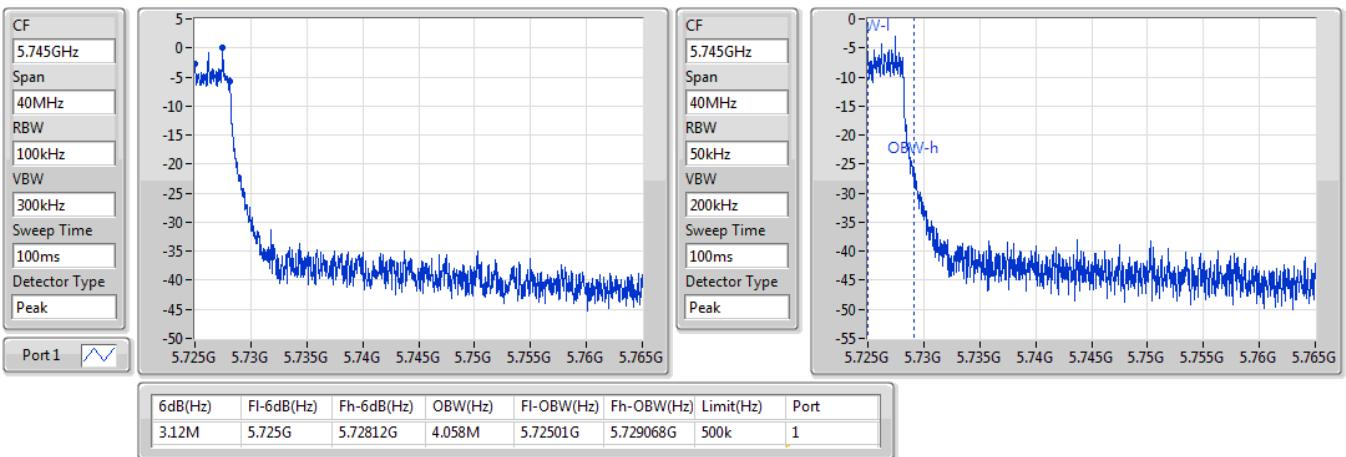 CF
5.745GHz
Span
40MHz
RBW
100kHz
VBW
300kHz
Sweep Time
100ms
Detector Type
Peak
Port 1
5
0
-5
-10
-15
-20
-25
-30
-35
-40
-45
-50
5.725G 5.73G 5.735G 5.74G 5.745G 5.75G 5.755G 5.76G 5.765G
CF
5.745GHz
Span
40MHz
RBW
50kHz
VBW
200kHz
Sweep Time
100ms
Detector Type
Peak
0
-5
-10
-15
-20
-25
-30
-35
-40
-45
-50
-55
W-l
OBW-h
5.725G 5.73G 5.735G 5.74G 5.745G 5.75G 5.755G 5.76G 5.765G
6dB(Hz) Fl-6dB(Hz) Fh-6dB(Hz) OBW(Hz) Fl-OBW(Hz) Fh-OBW(Hz) Limit(Hz) Port
3.12M 5.725G 5.72812G 4.058M 5.72501G 5.729068G 500k 1